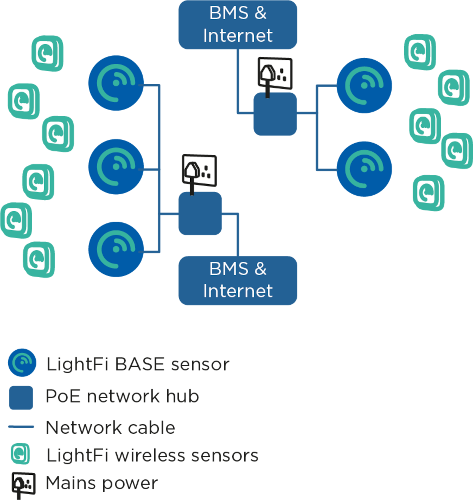 BMS &
Internet
BMS &
Internet
LightFi BASE sensor
PoE network hub
Network cable
LightFi wireless sensors
Mains power